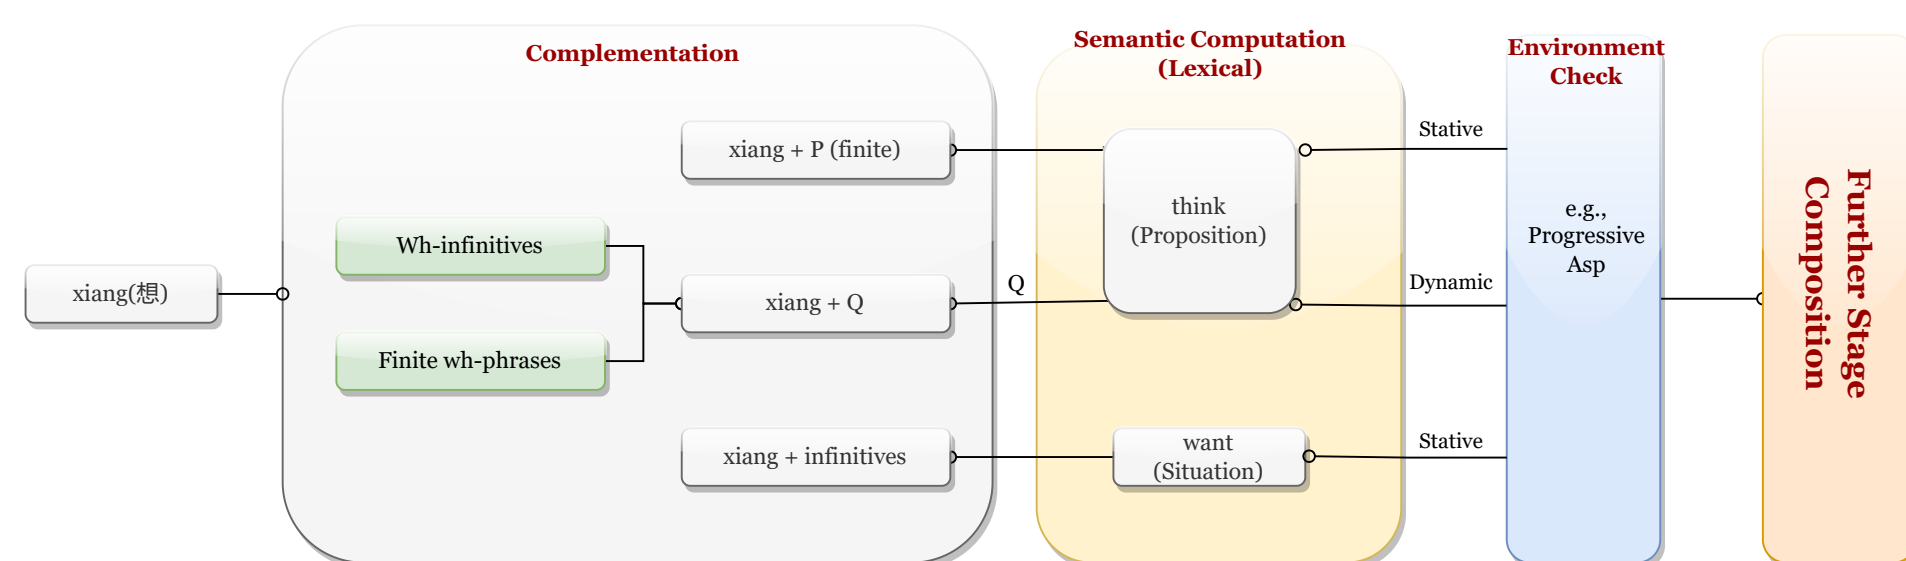 Complementation
Semantic Computation
(Lexical)
Environment
Check
xiang(想)
xiang + P (finite)
Wh-infinitives
Finite wh-phrases
xiang + Q
xiang + infinitives
Q
think
(Proposition)
want
(Situation)
Stative
Dynamic
Stative
e.g.,
Progressive
Asp
Further Stage
Composition